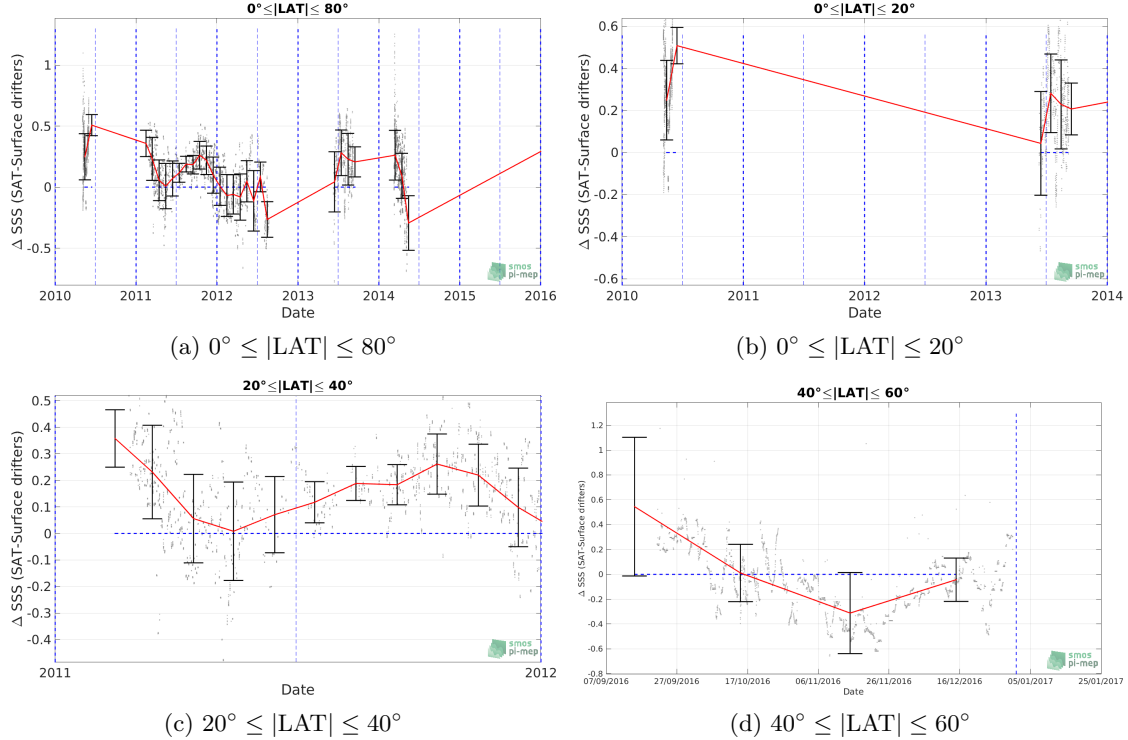 0°≤|LAT|≤ 80°
Δ SSS (SAT-Surface drifters)
1
0.5
0
-0.5
2010 2011 2012 2013 2014 2015 2016
Date
smos
pi-mep
(a) 0° ≤ |LAT| ≤ 80°
0°≤|LAT|≤ 20°
Δ SSS (SAT-Surface drifters)
0.6
0.4
0.2
0
-0.2
-0.4
-0.6
2010 2011 2012 2013 2014
Date
smos
pi-mep
(b) 0° ≤ |LAT| ≤ 20°
20°≤|LAT|≤ 40°
Δ SSS (SAT-Surface drifters)
0.5
0.4
0.3
0.2
0.1
0
-0.1
-0.2
-0.3
-0.4
2011 2012
Date
smos
pi-mep
(c) 20° ≤ |LAT| ≤ 40°
40°≤|LAT|≤ 60°
Δ SSS (SAT-Surface drifters)
1.2
1
0.8
0.6
0.4
0.2
0
-0.2
-0.4
-0.6
-0.8
07/09/2016 27/09/2016 17/10/2016 06/11/2016 26/11/2016 16/12/2016 05/01/2017 25/01/2017
Date
smos
pi-mep
(d) 40° ≤ |LAT| ≤ 60°